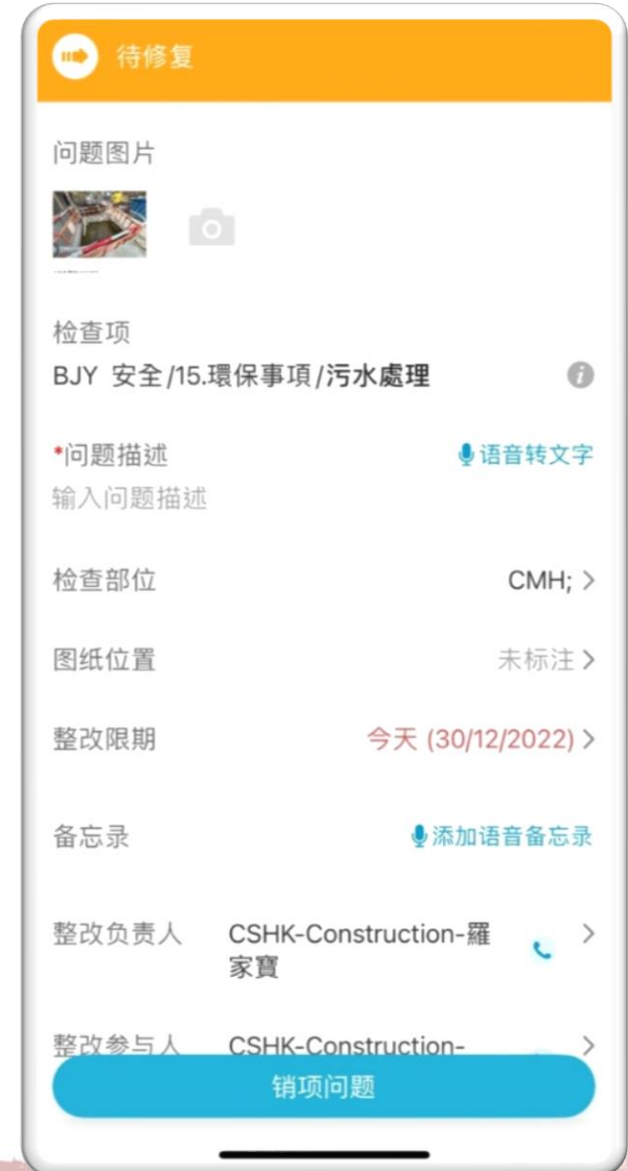 待修复
问题图片
检查项
BJY 安全/15.環保事項/污水處理
*问题描述
语音转文字
输入问题描述
检查部位
CMH;
图纸位置
未标注
整改限期
今天 (30/12/2022)
备忘录
添加语音备忘录
整改负责人
CSHK-Construction-羅
家寶
整改参与人
CSHK-Construction-
销项问题